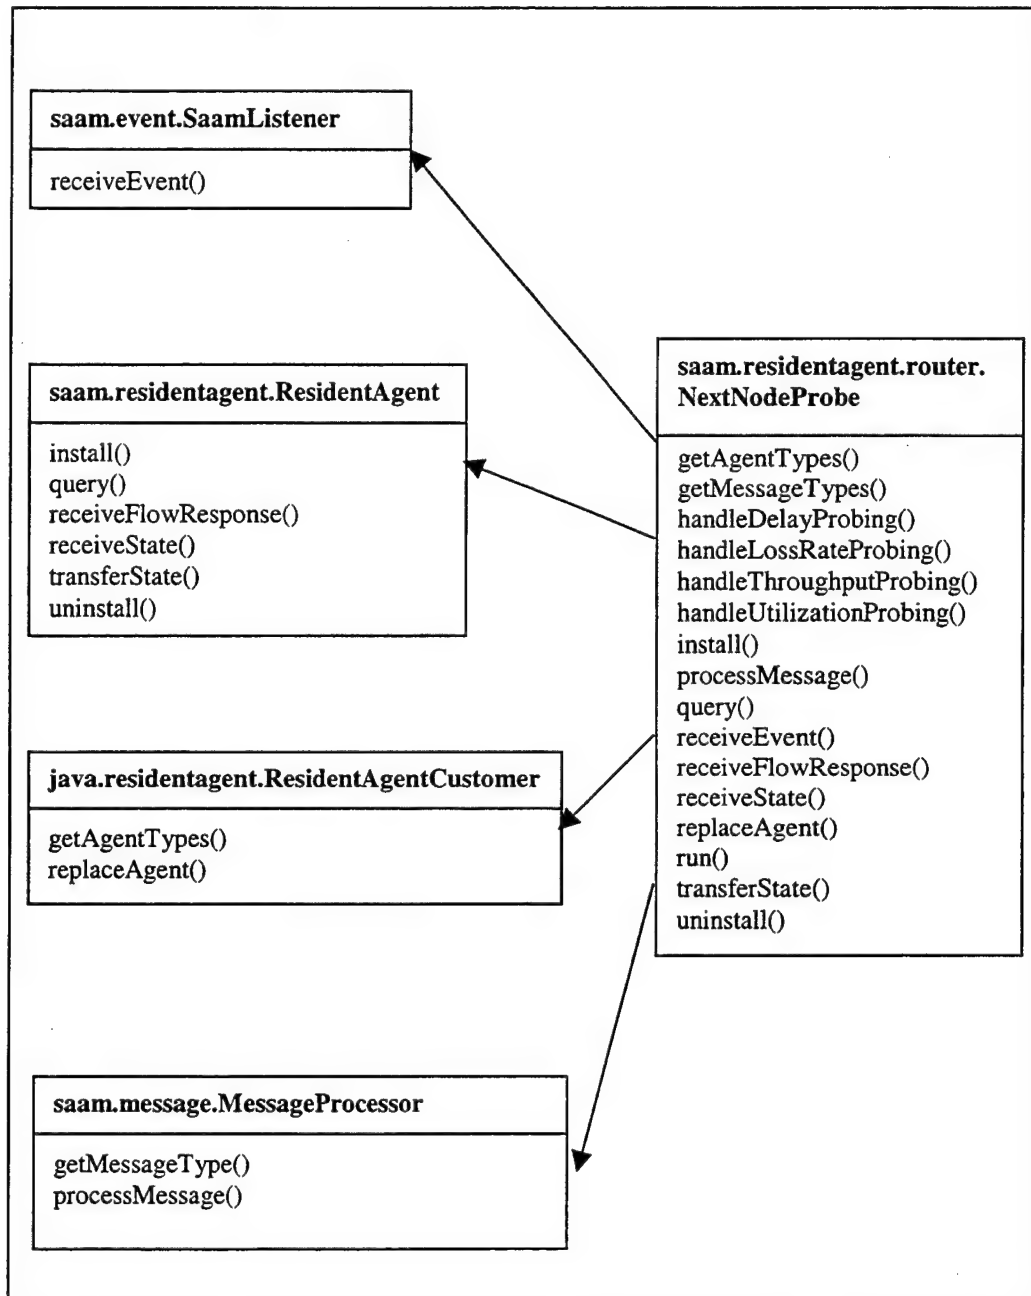 saam.event.SaamListener
receiveEvent()
saam.residentagent.ResidentAgent
install()
query()
receiveFlowResponse()
receiveState()
transferState()
uninstall()
java.residentagent.ResidentAgentCustomer
getAgentTypes()
replaceAgent()
saam.message.MessageProcessor
getMessageType()
processMessage()
saam.residentagent.router.
NextNodeProbe
getAgentTypes()
getMessageTypes()
handleDelayProbing()
handleLossRateProbing()
handleThroughputProbing()
handleUtilizationProbing()
install()
processMessage()
query()
receiveEvent()
receiveFlowResponse()
receiveState()
replaceAgent()
run()
transferState()
uninstall()